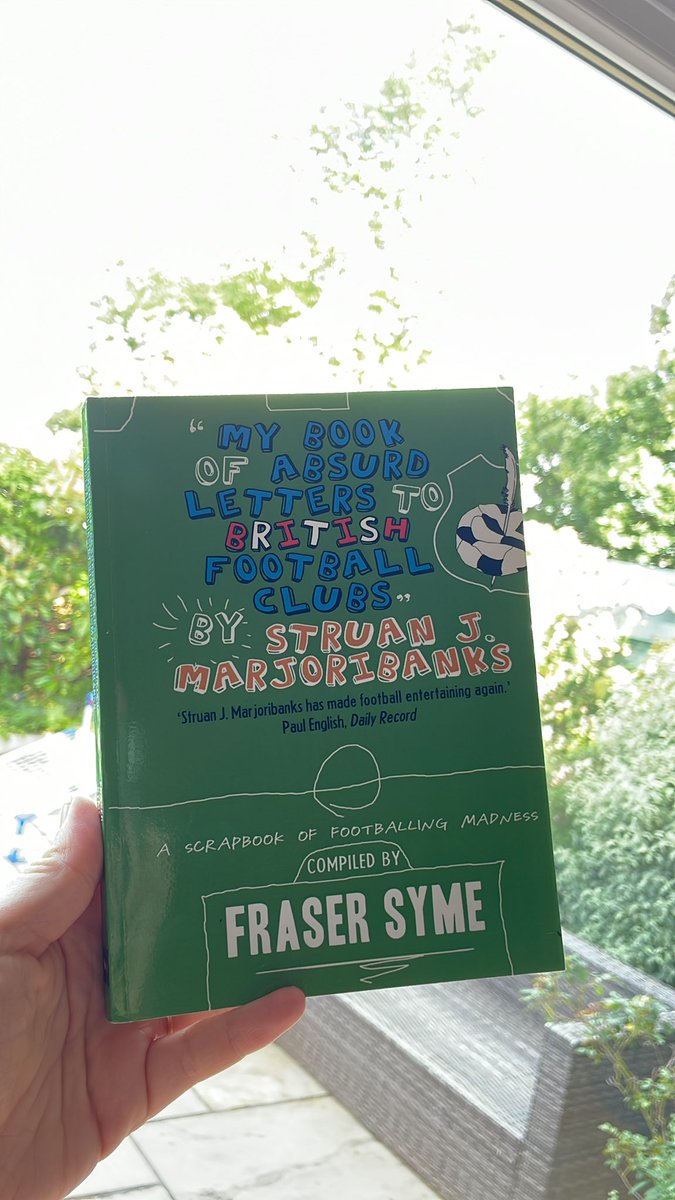 “MY BOOK
OF ABSURD
LETTERS TO
BRITISH
FOOTBALL
CLUBS”
BY STRUAN J.
MARJORIBANKS
‘Struan J. Marjoribanks has made football entertaining again.’
Paul English, Daily Record
A SCRAPBOOK OF FOOTBALLING MADNESS
COMPILED BY
FRASER SYME